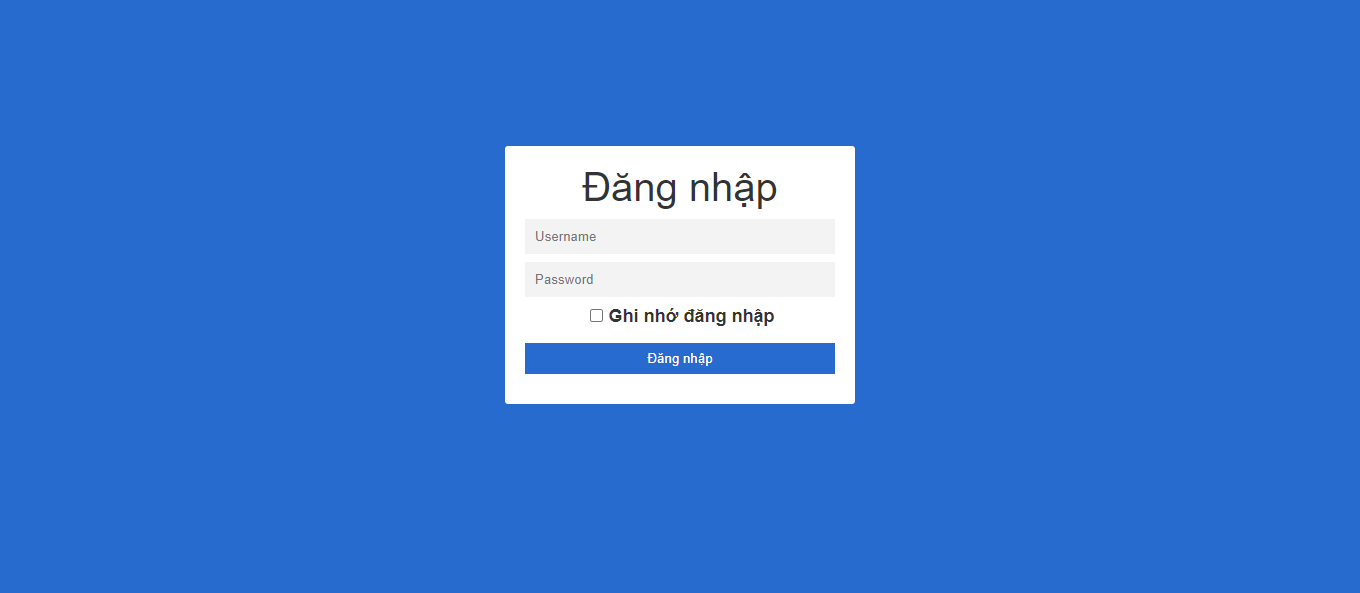 Đăng nhập
Username
Password
Ghi nhớ đăng nhập
Đăng nhập